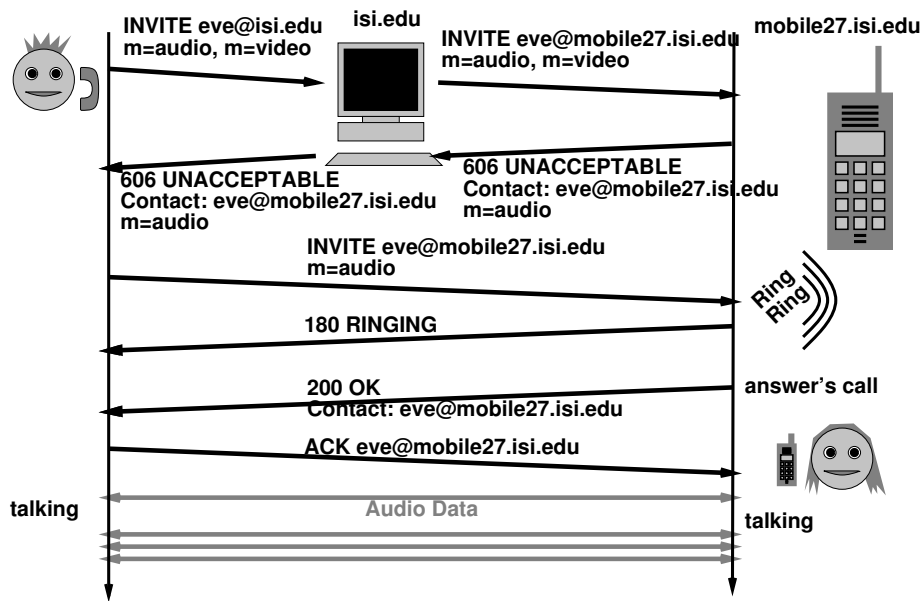 INVITE eve@isi.edu
m=audio, m=video
isi.edu
INVITE eve@mobile27.isi.edu
m=audio, m=video
mobile27.isi.edu
606 UNACCEPTABLE
Contact: eve@mobile27.isi.edu
m=audio
606 UNACCEPTABLE
Contact: eve@mobile27.isi.edu
m=audio
INVITE eve@mobile27.isi.edu
m=audio
Ring
Ring
180 RINGING
200 OK
Contact: eve@mobile27.isi.edu
answer's call
ACK eve@mobile27.isi.edu
talking
Audio Data
talking